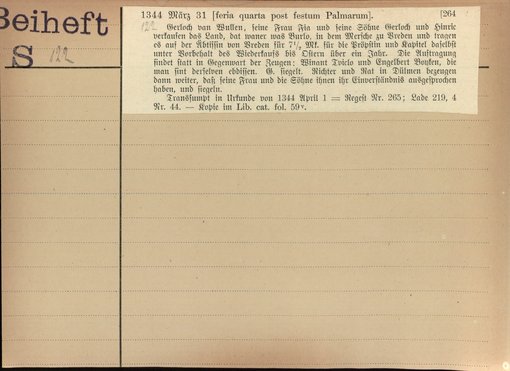 Beiheft
S 122
1344 März 31 [feria quarta post festum Palmarum]. [264
122 Gerloch van Wullen, seine Frau Fia und seine Söhne Gerloch und Hinric
verkaufen das Land, dat waner was Burlo, in dem Mersche zu Vreden und tragen
es auf der Äbtissin von Vreden für 7½ Mk. für die Pröpstin und Kapitel daselbst
unter Vorbehalt des Wiederkaufs bis Ostern über ein Jahr. Die Auftragung
findet statt in Gegenwart der Zeugen: Winant und Engelbert die
man sint derselven ebdissen. G. siegelt. Richter und Rat in Dülmen bezeugen
dann weiter, daß seine Frau und die Söhne ihnen ihr Einverständnis ausgesprochen
haben, und siegeln.
Transsumpt in Urkunde von 1344 April 1 = Regest Nr. 265; Lade 219, 4
Nr. 44. — Kopie im Lib. cat. fol. 59v.